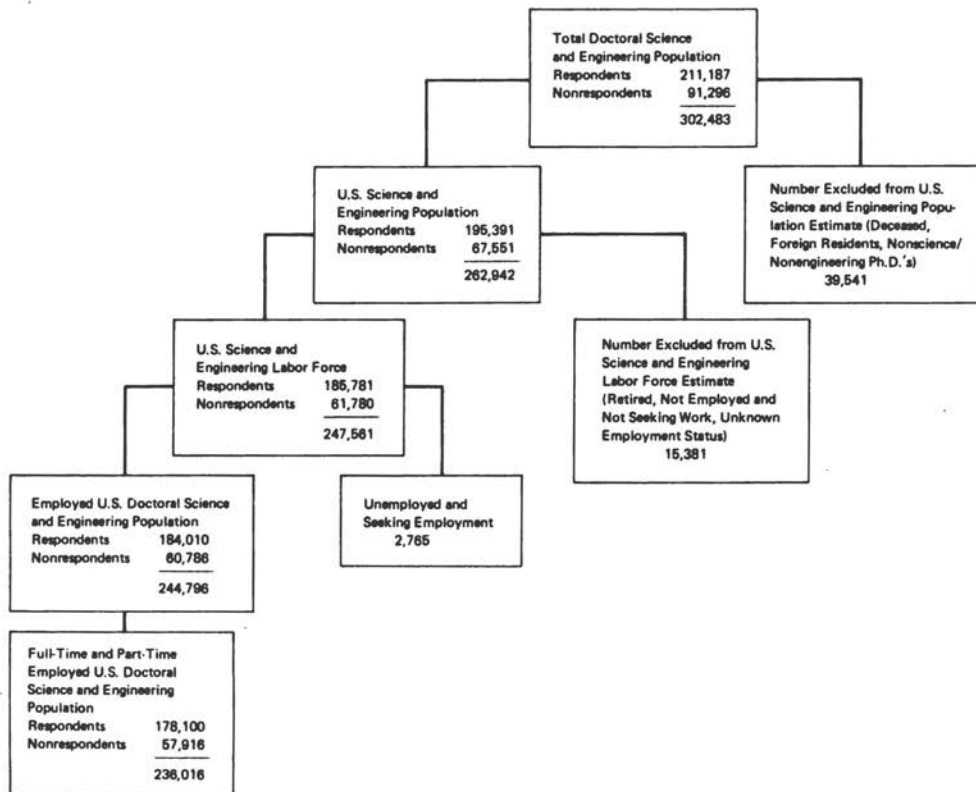 Total Doctoral Science
and Engineering Population
Respondents 211,187
Nonrespondents 91,296
302,483
U.S. Science and
Engineering Population
Respondents 195,391
Nonrespondents 67,551
262,942
Number Excluded from U.S.
Science and Engineering Popu-
lation Estimate (Deceased,
Foreign Residents, Nonscience/
Nonengineering Ph.D.'s)
39,541
U.S. Science and
Engineering Labor Force
Respondents 185,781
Nonrespondents 61,780
247,561
Number Excluded from U.S.
Science and Engineering
Labor Force Estimate
(Retired, Not Employed and
Not Seeking Work, Unknown
Employment Status)
15,381
Employed U.S. Doctoral Science
and Engineering Population
Respondents 184,010
Nonrespondents 60,786
244,796
Unemployed and
Seeking Employment
2,765
Full-Time and Part-Time
Employed U.S. Doctoral
Science and Engineering
Population
Respondents 178,100
Nonrespondents 57,916
236,016